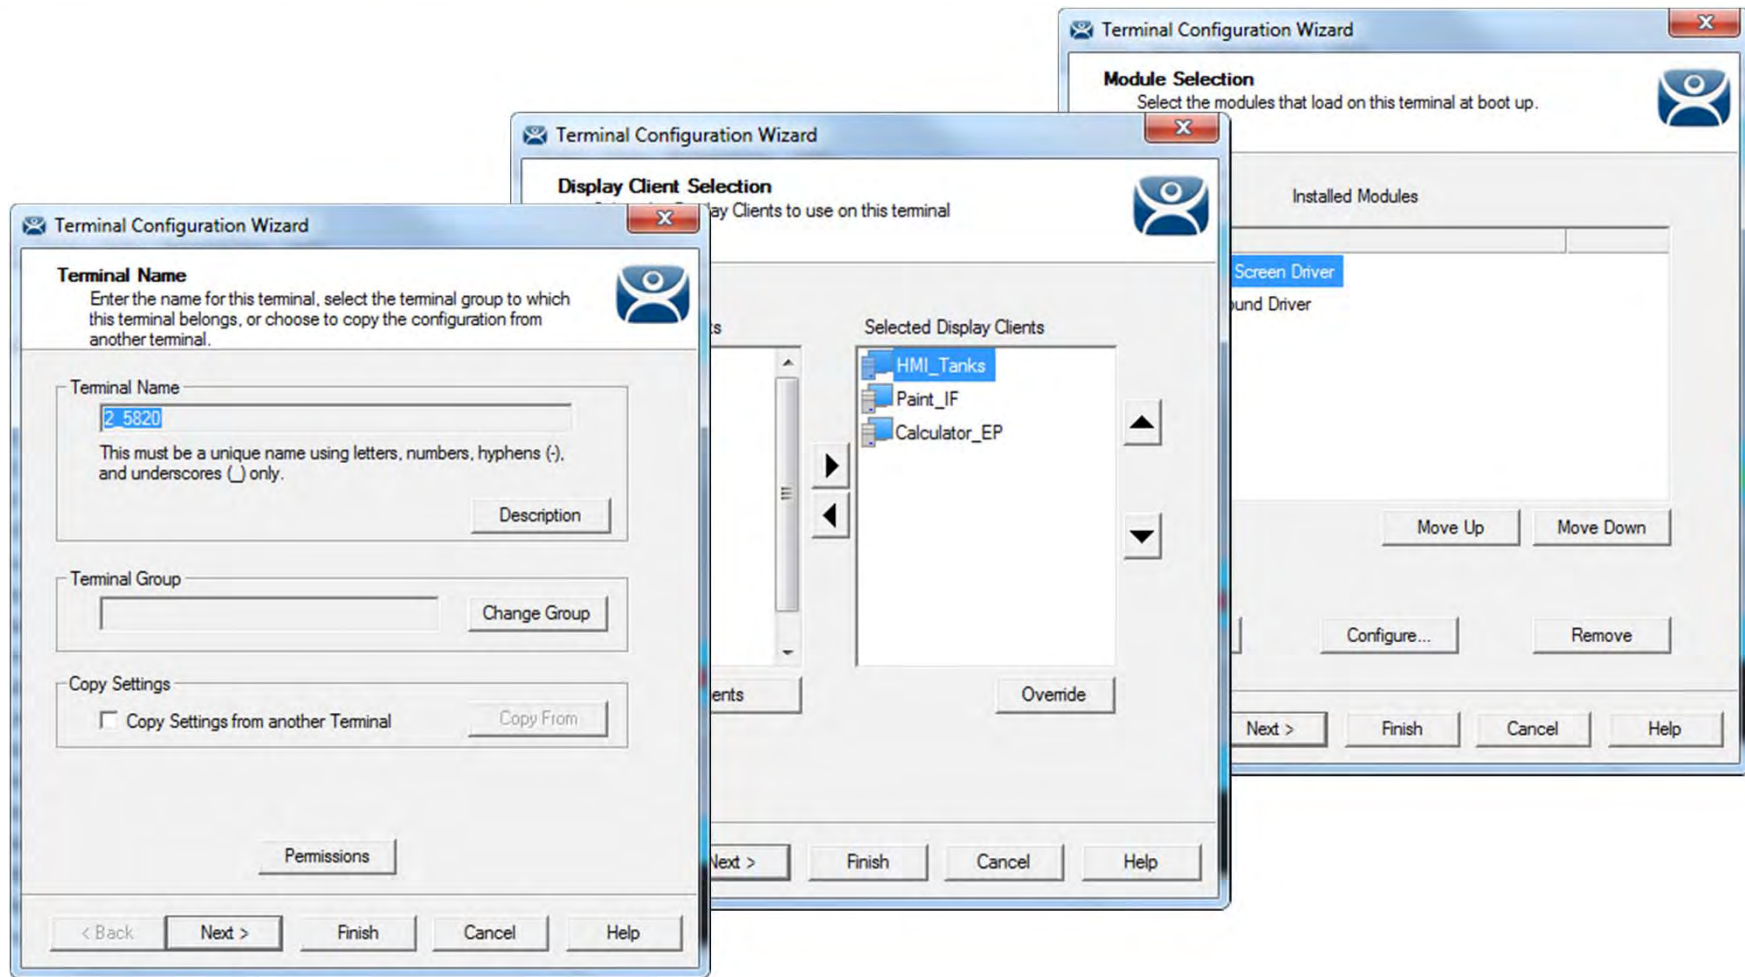 Terminal Configuration Wizard
Terminal Name
Enter the name for this terminal, select the terminal group to which
this terminal belongs, or choose to copy the configuration from
another terminal.
Terminal Name
2_5820
This must be a unique name using letters, numbers, hyphens (-),
and underscores (_) only.
Description
Terminal Group
Change Group
Copy Settings
Copy Settings from another Terminal
Copy From
Permissions
< Back Next > Finish Cancel Help
Terminal Configuration Wizard
Display Client Selection
Display Clients to use on this terminal
Selected Display Clients
HMI_Tanks
Paint_IF
Calculator_EP
Override
Next > Finish Cancel Help
Terminal Configuration Wizard
Module Selection
Select the modules that load on this terminal at boot up.
Installed Modules
Screen Driver
Driver
Move Up Move Down
Configure... Remove
Next > Finish Cancel Help